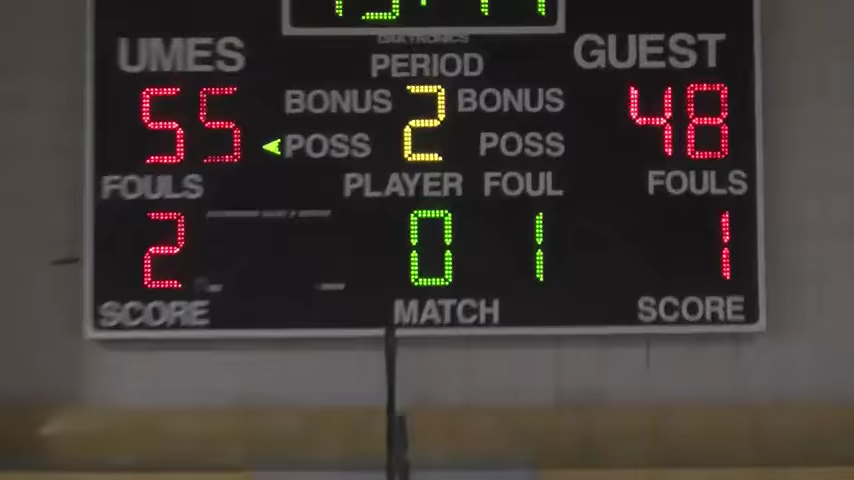 UMES GUEST
PERIOD
55 BONUS 2 BONUS 48
POSS POSS
FOULS PLAYER FOUL FOULS
2 0 1 1
SCORE MATCH SCORE